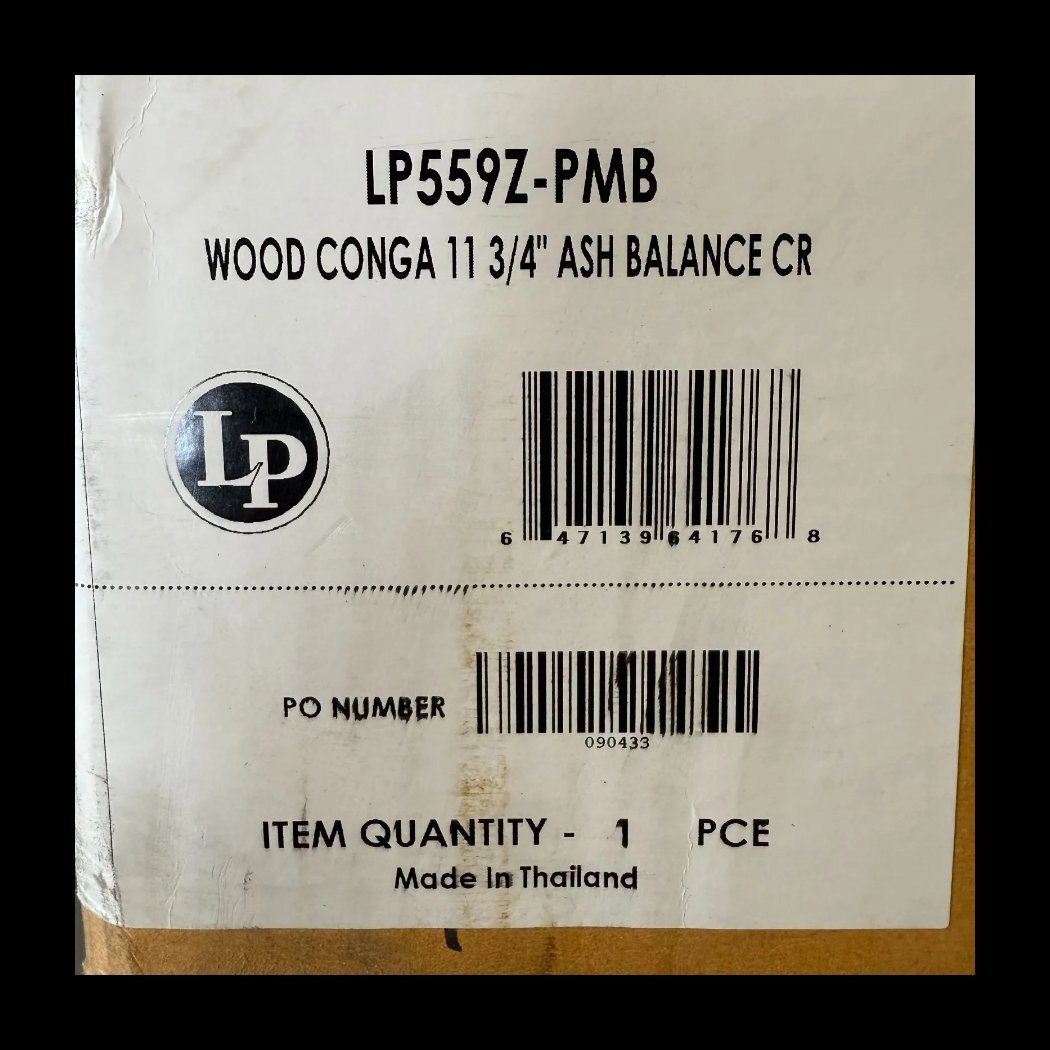 LP559Z-PMB
WOOD CONGA 11 3/4" ASH BALANCE CR
LP
6 47139 64176 8
PO NUMBER
090433
ITEM QUANTITY - 1 PCE
Made In Thailand